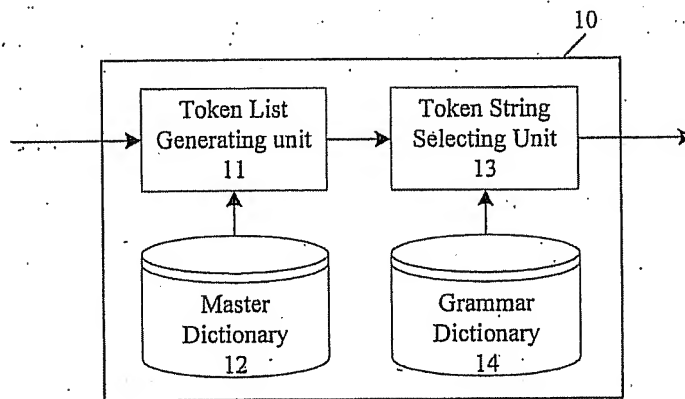 10
Token List
Generating unit
11
Token String
Selecting Unit
13
Master
Dictionary
12
Grammar
Dictionary
14